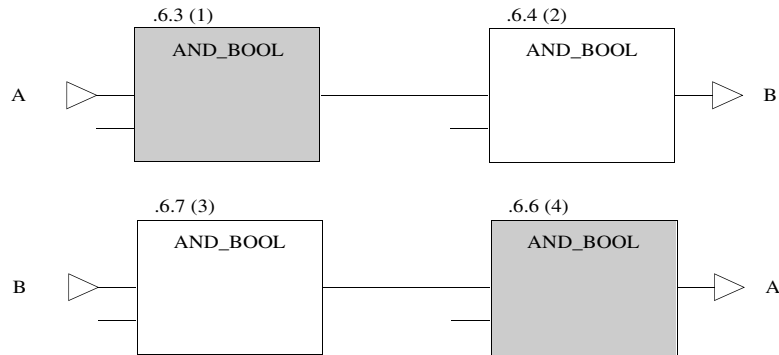 .6.3 (1)
.6.4 (2)
AND_BOOL
AND_BOOL
A
B
.6.7 (3)
.6.6 (4)
AND_BOOL
AND_BOOL
B
A